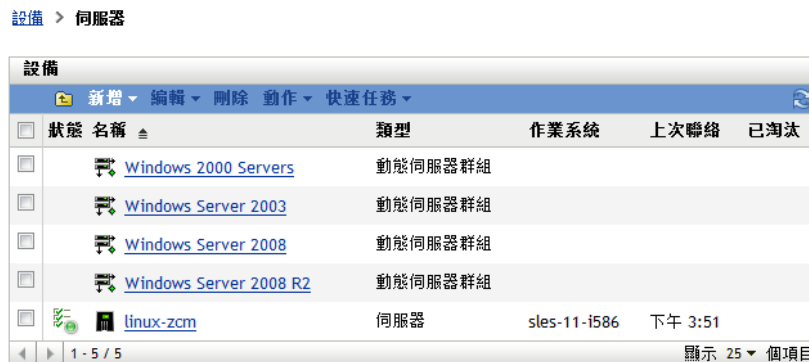 設備 > 伺服器
設備
新增 編輯 刪除 動作 快速任務
狀態 名稱 類型 作業系統 上次聯絡 已淘汰
Windows 2000 Servers 動態伺服器群組
Windows Server 2003 動態伺服器群組
Windows Server 2008 動態伺服器群組
Windows Server 2008 R2 動態伺服器群組
linux-zcm 伺服器 sles-11-i586 下午 3:51
1 - 5 / 5 顯示 25 個項目